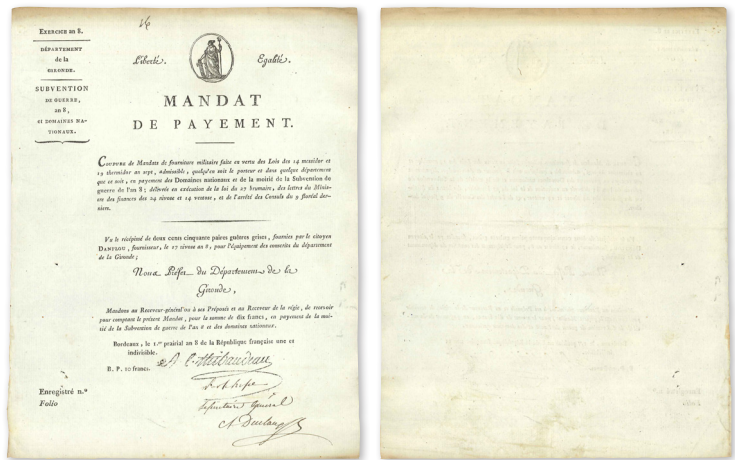 EXERCICE an 8.
DÉPARTEMENT
de la
GIRONDE.
SUBVENTION
DE GUERRE,
an 8;
ET DOMAINES NA-
TIONAUX.
Liberté. Egalité.
MANDAT
DE PAYEMENT.
COUPURE de Mandats de fourniture militaire faite en vertu des Lois des 14 messidor et
19 thermidor an sept, admissible, quelqu'en soit le porteur et dans quelque département
que ce soit, en payement des Domaines nationaux et de la moitié de la Subvention de
guerre de l'an 8; délivrée en exécution de la loi du 27 brumaire, des lettres du Minis-
tre des finances des 24 nivose et 14 ventose, et de l'arrêté des Consuls du 9 floréal der-
niere.
Vu le récipissé de deux cents cinquante paires guêtres grises, fournies par le citoyen
fournisseur, le 17 nivose an 8, pour l'équipement des conscrits du département
de la Gironde;
Nous Préfet du Département de la
Gironde,
Mandons au Receveur-général ou à ses Préposés et au Receveur de la régie, de recevoir
pour comptant le présent Mandat, pour la somme de dix francs, en payement de la moi-
tié de la Subvention de guerre de l'an 8 et des domaines nationaux.
Bordeaux, le 1.er prairial an 8 de la République française une et
indivisible.
B. P. 10 francs.
Secrétaire Général
Enregistré n.°
Folio